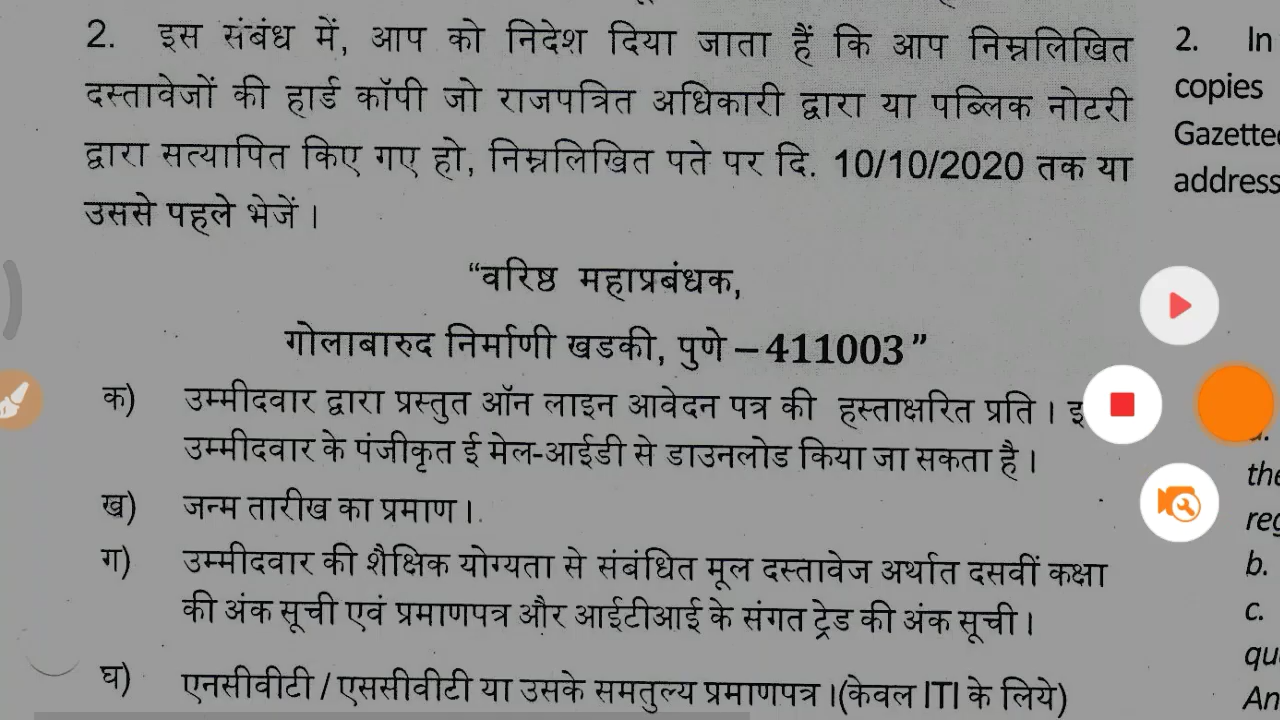 2. इस संबंध में, आप को निदेश दिया जाता हैं कि आप निम्नलिखित
दस्तावेजों की हार्ड कॉपी जो राजपत्रित अधिकारी द्वारा या पब्लिक नोटरी
द्वारा सत्यापित किए गए हो, निम्नलिखित पते पर दि. 10/10/2020 तक या
उससे पहले भेजें ।
“वरिष्ठ महाप्रबंधक,
गोलाबारुद निर्माणी खडकी, पुणे – 411003 ”
क) उम्मीदवार द्वारा प्रस्तुत ऑन लाइन आवेदन पत्र की हस्ताक्षरित प्रति ।
उम्मीदवार के पंजीकृत ई मेल-आईडी से डाउनलोड किया जा सकता है ।
ख) जन्म तारीख का प्रमाण ।
ग) उम्मीदवार की शैक्षिक योग्यता से संबंधित मूल दस्तावेज अर्थात दसवीं कक्षा
की अंक सूची एवं प्रमाणपत्र और आईटीआई के संगत ट्रेड की अंक सूची ।
घ) एनसीवीटी / एससीवीटी या उसके समतुल्य प्रमाणपत्र ।(केवल ITI के लिये)
2. In
copies
Gazette
address
the
reg
b.
c.
qu
An